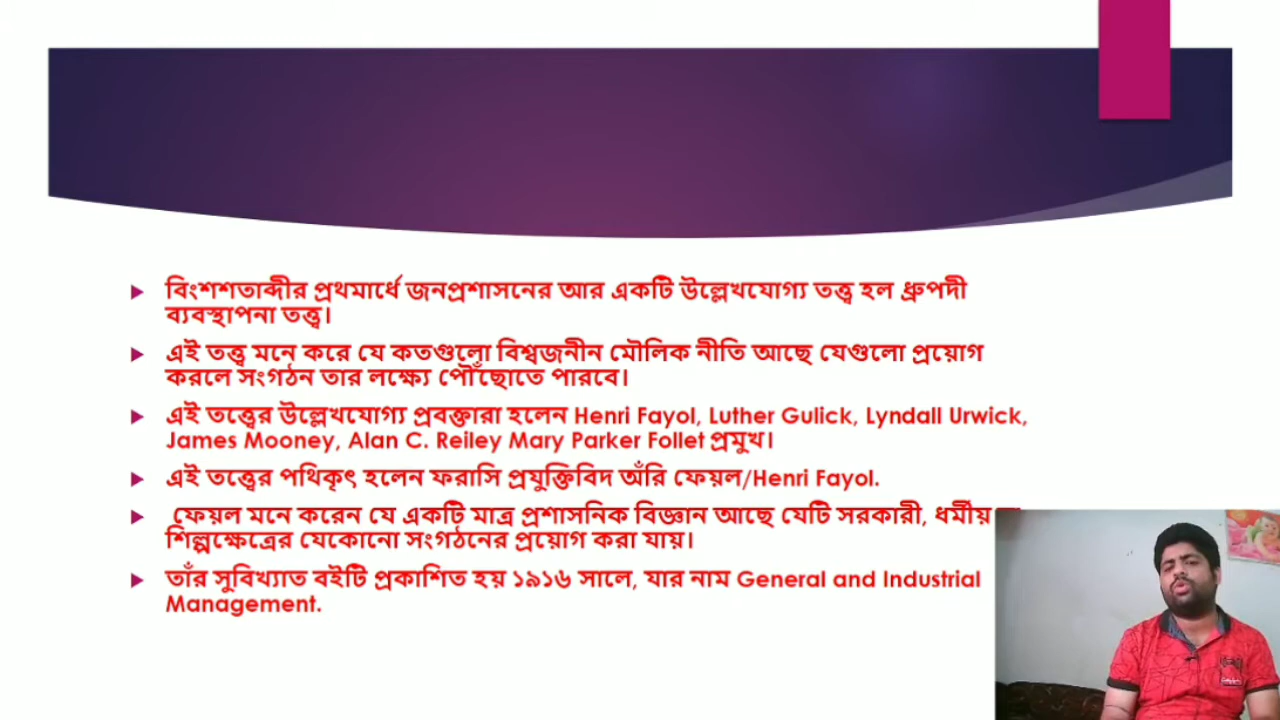 বিংশশতাব্দীর প্রথমার্ধে জনপ্রশাসনের আর একটি উল্লেখযোগ্য তত্ত্ব হল ধ্রুপদী
ব্যবস্থাপনা তত্ত্ব।
এই তত্ত্ব মনে করে যে কতগুলো বিশ্বজনীন মৌলিক নীতি আছে যেগুলো প্রয়োগ
করলে সংগঠন তার লক্ষ্যে পৌঁছোতে পারবে।
এই তত্ত্বের উল্লেখযোগ্য প্রবক্তারা হলেন Henri Fayol, Luther Gulick, Lyndall Urwick,
James Mooney, Alan C. Reiley Mary Parker Follet প্রমুখ।
এই তত্ত্বের পথিকৃৎ হলেন ফরাসি প্রযুক্তিবিদ অঁরি ফেয়ল/Henri Fayol.
ফেয়ল মনে করেন যে একটি মাত্র প্রশাসনিক বিজ্ঞান আছে যেটি সরকারী, ধর্মীয়
শিল্পক্ষেত্রের যেকোনো সংগঠনের প্রয়োগ করা যায়।
তাঁর সুবিখ্যাত বইটি প্রকাশিত হয় ১৯১৬ সালে, যার নাম General and Industrial
Management.